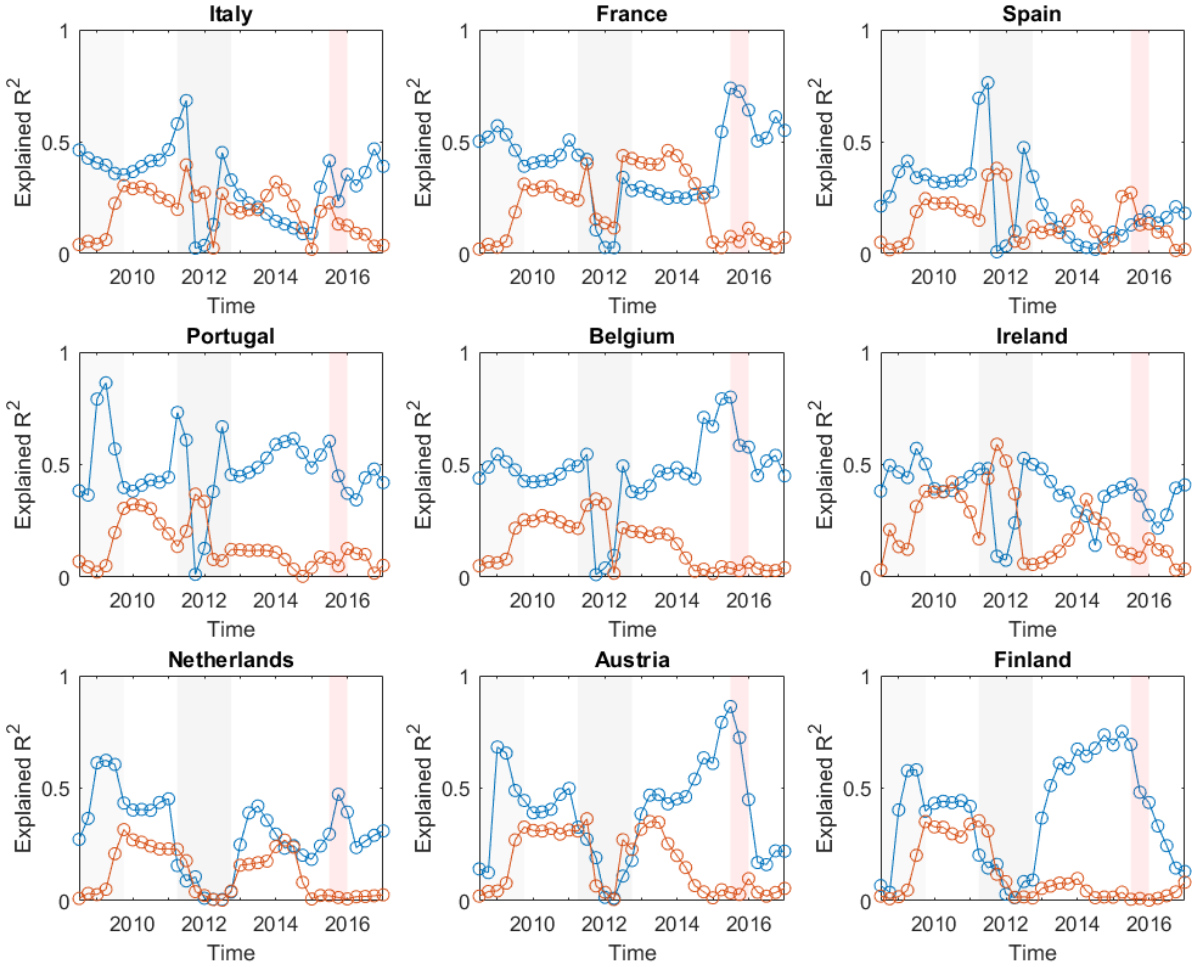 Italy
France
Spain
1
0.5
0
Explained R²
2010 2012 2014 2016
Time
1
0.5
0
Explained R²
2010 2012 2014 2016
Time
1
0.5
0
Explained R²
2010 2012 2014 2016
Time
Portugal
Belgium
Ireland
1
0.5
0
Explained R²
2010 2012 2014 2016
Time
1
0.5
0
Explained R²
2010 2012 2014 2016
Time
1
0.5
0
Explained R²
2010 2012 2014 2016
Time
Netherlands
Austria
Finland
1
0.5
0
Explained R²
2010 2012 2014 2016
Time
1
0.5
0
Explained R²
2010 2012 2014 2016
Time
1
0.5
0
Explained R²
2010 2012 2014 2016
Time